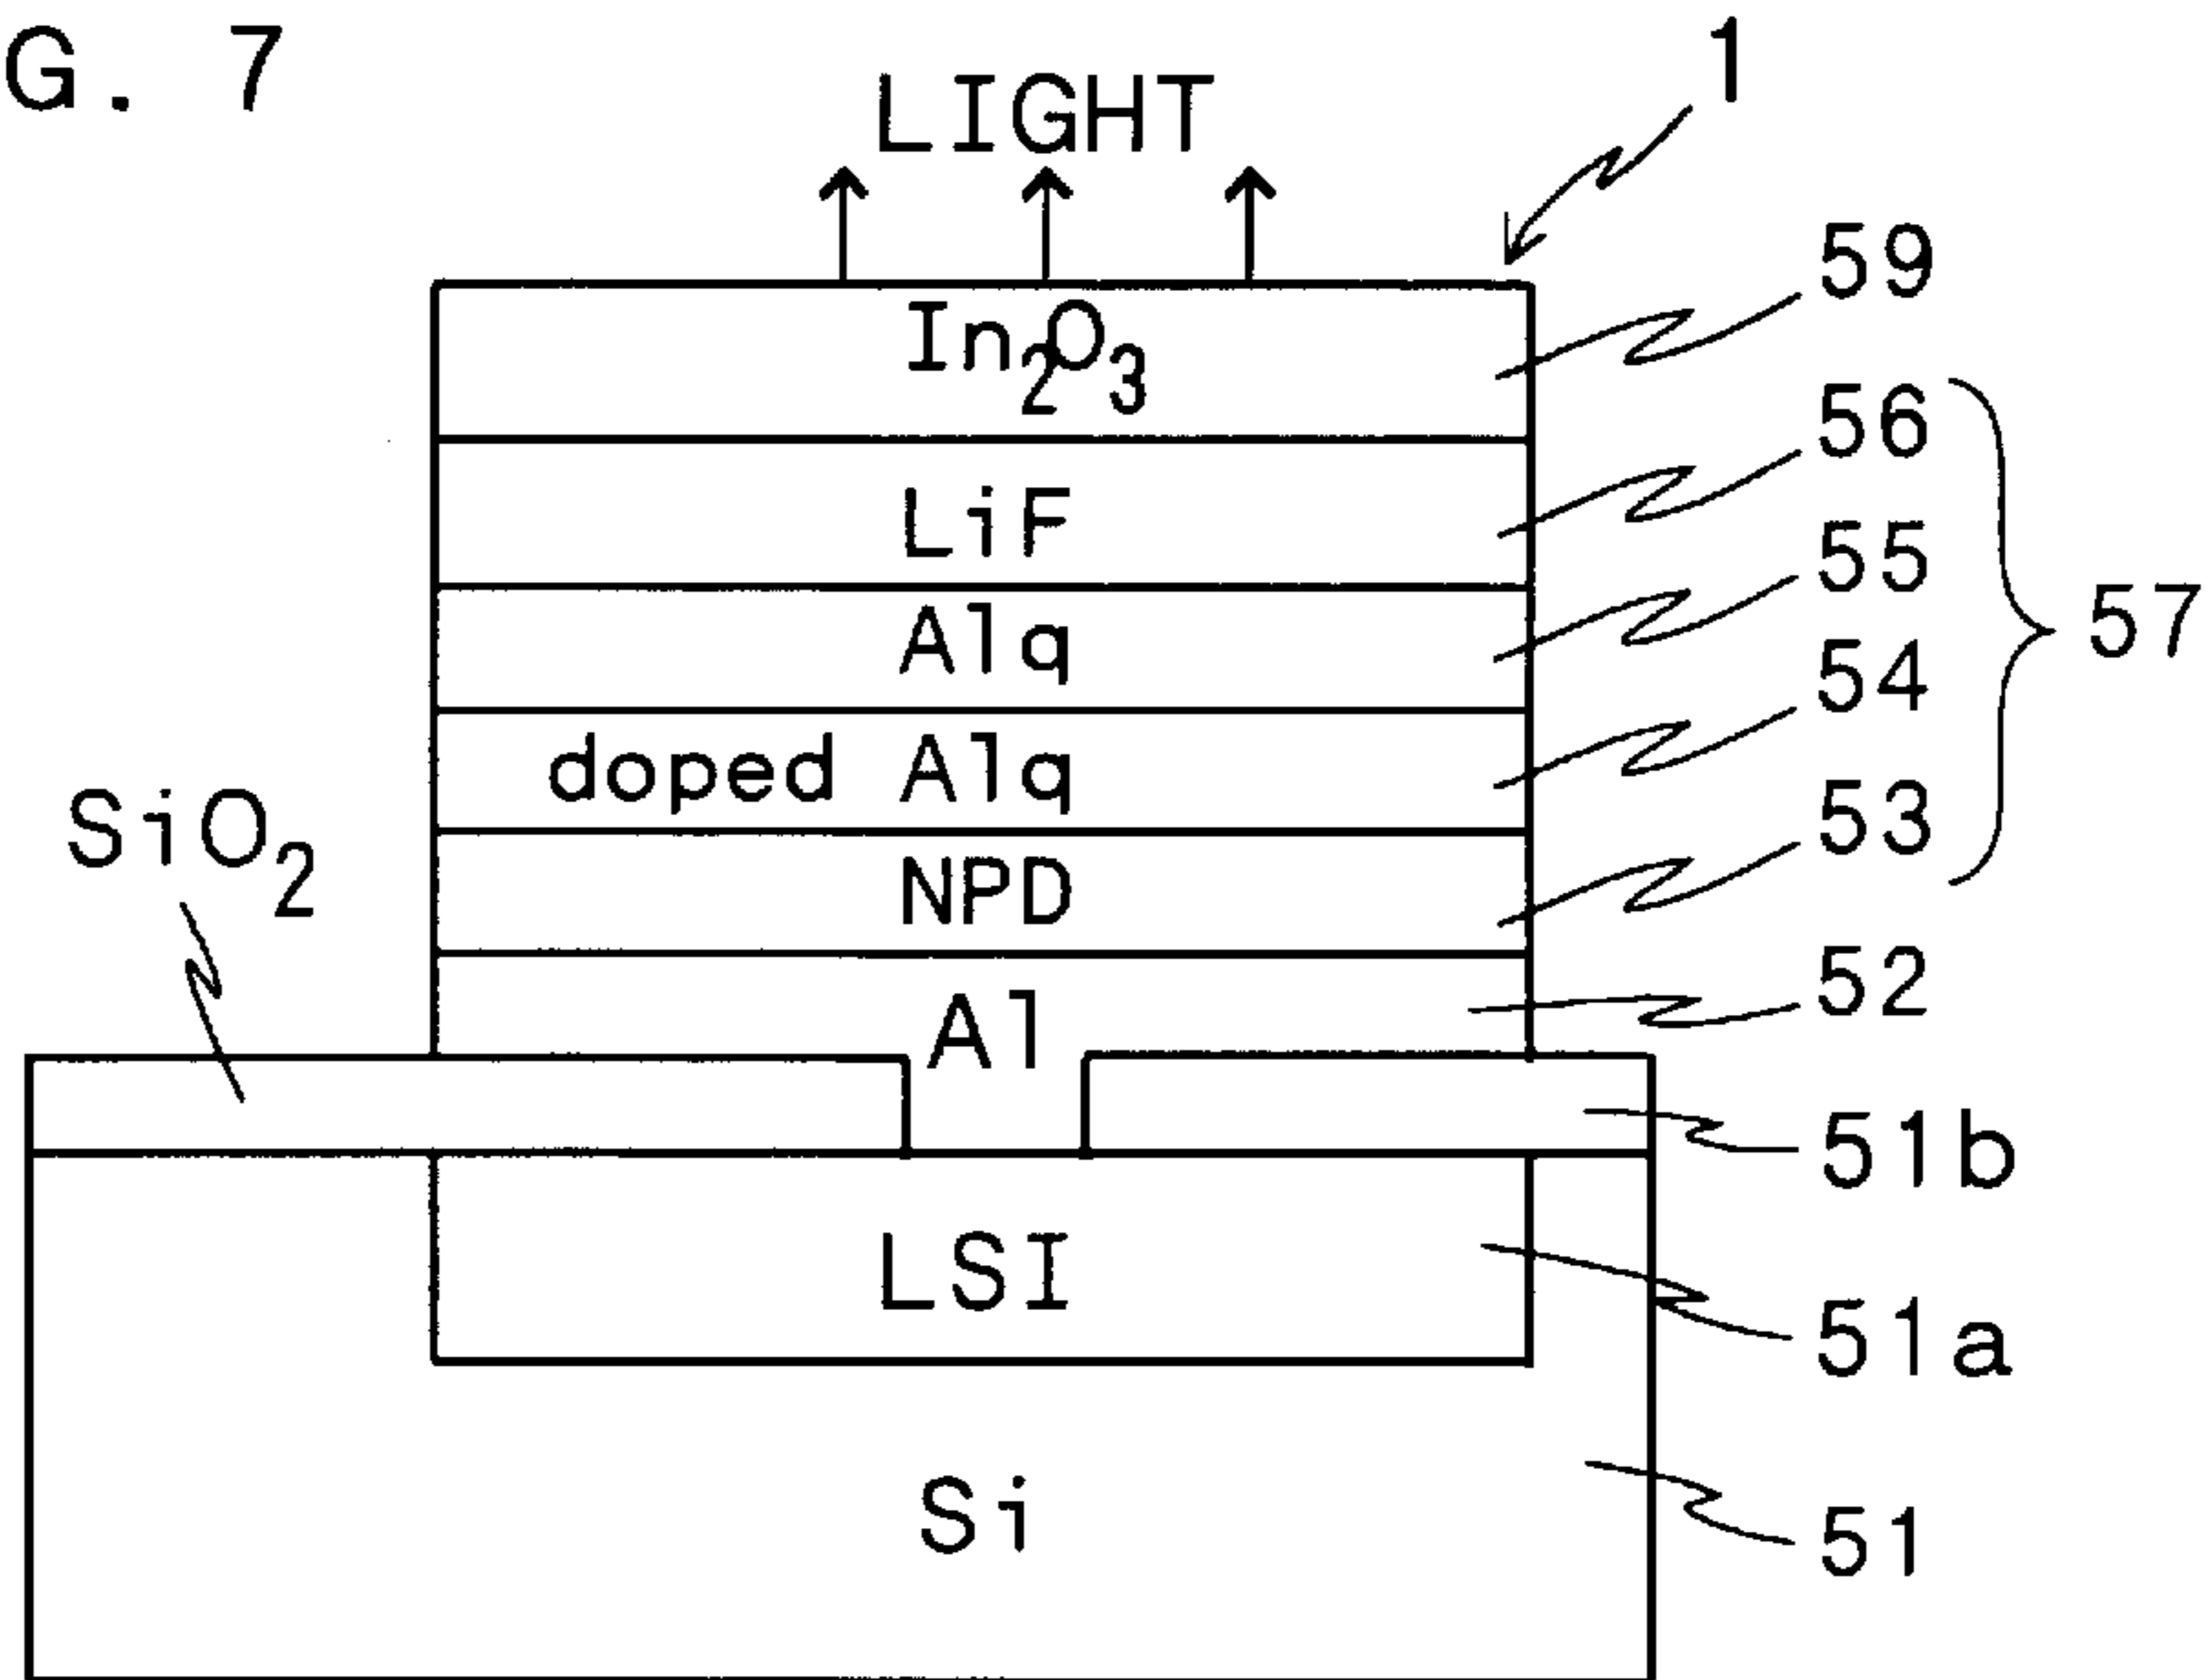 G. 7
LIGHT
1
In₂O₃
59
LiF
56
Alq
55
57
doped Alq
54
SiO₂
NPD
53
Al
52
51b
LSI
51a
Si
51